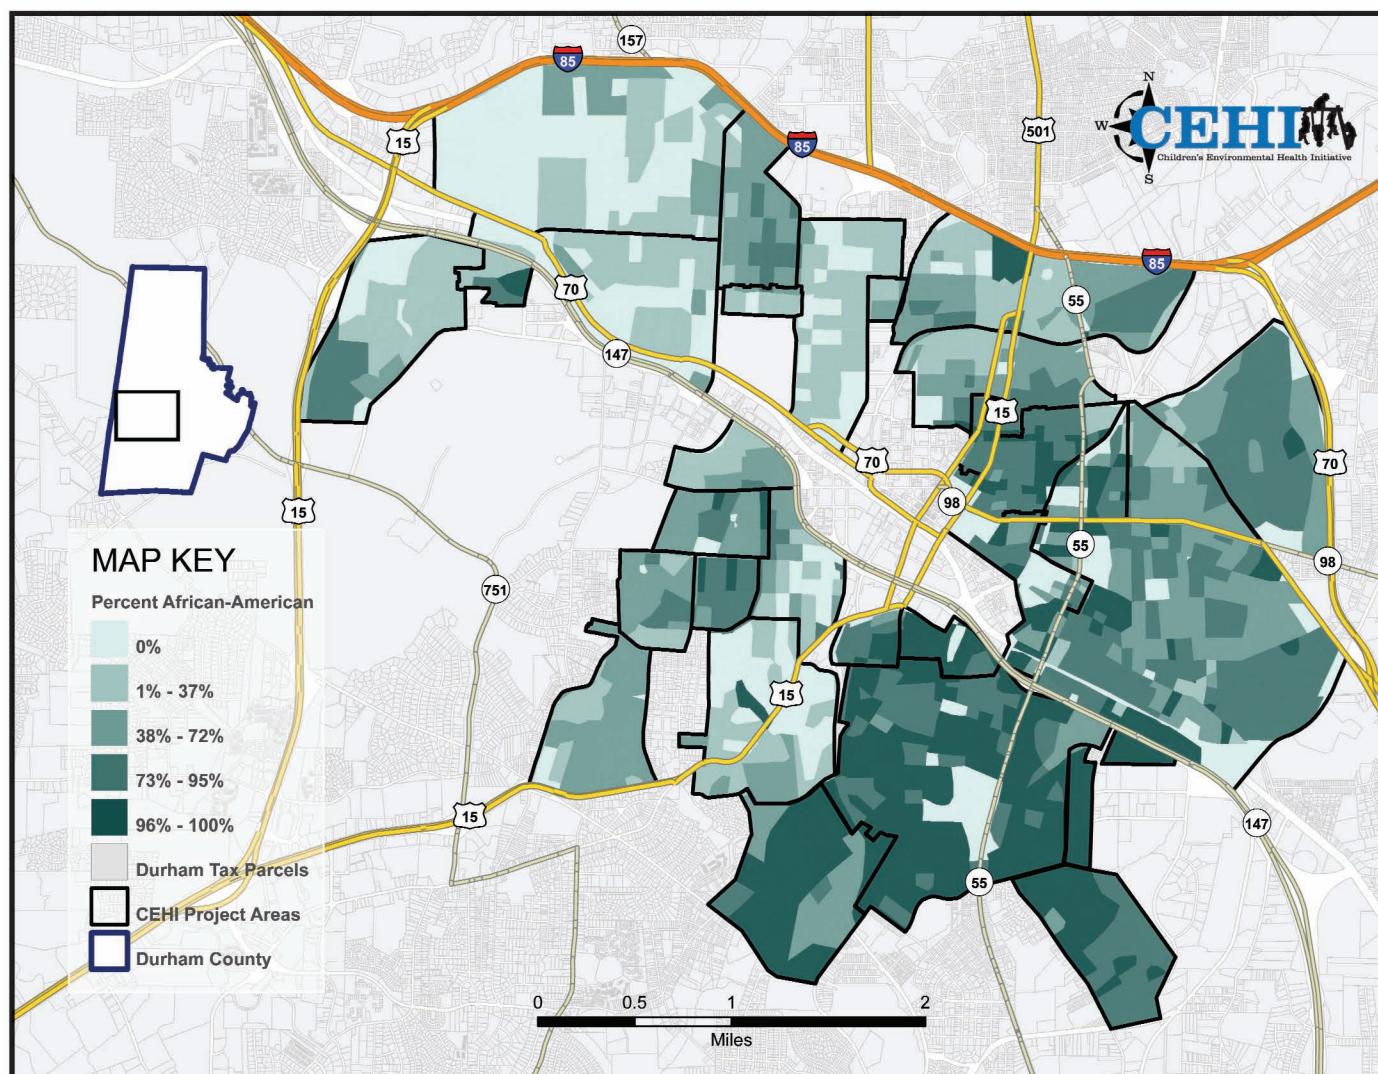 157
85
N
W
CEHI
Children's Environmental Health Initiative
S
15
501
85
85
70
55
147
15
70
70
15
98
55
98
751
MAP KEY
Percent African-American
0%
1% - 37%
38% - 72%
73% - 95%
96% - 100%
Durham Tax Parcels
CEHI Project Areas
Durham County
15
15
147
55
0 0.5 1 2
Miles